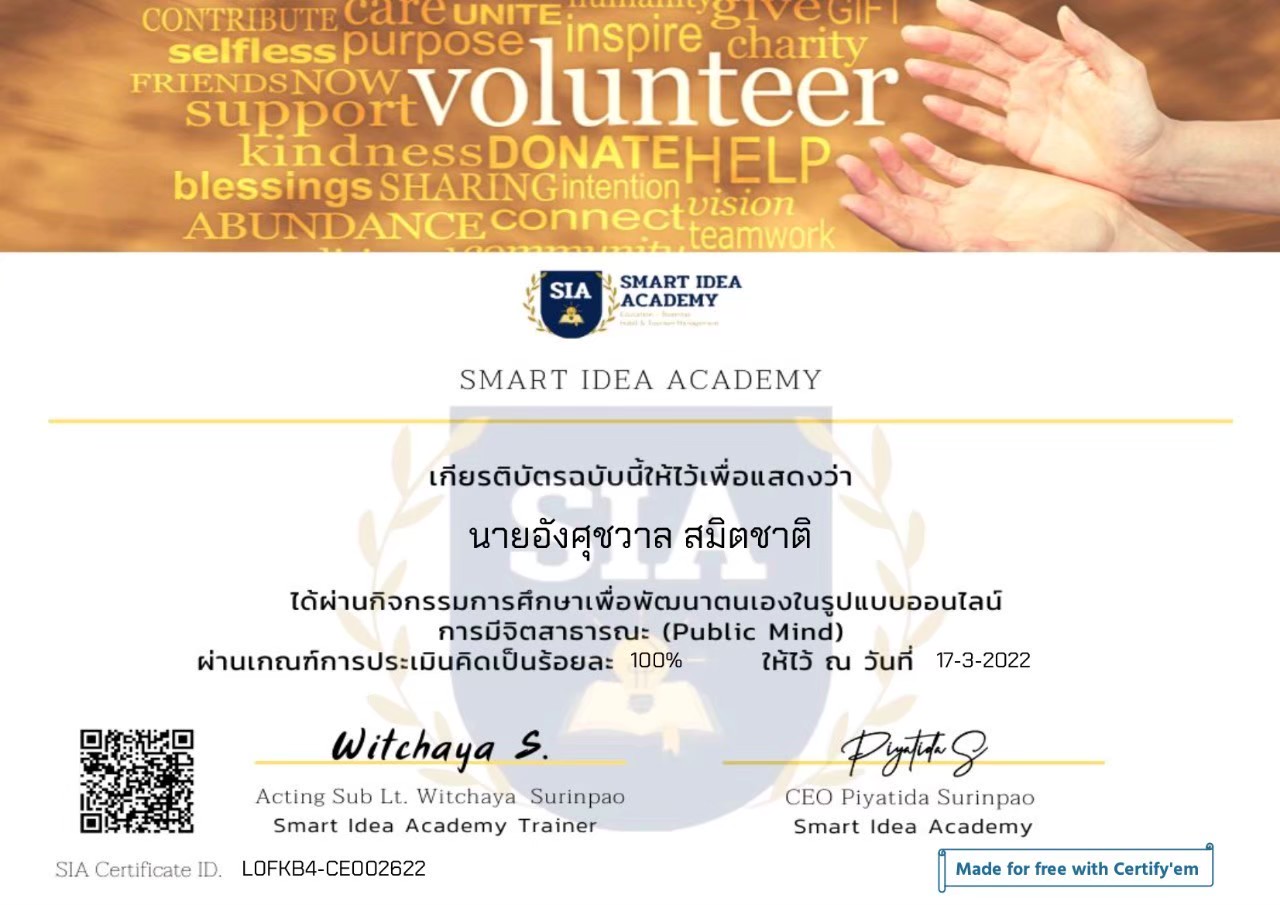 CONTRIBUTE care UNITE humanity give GIFT
selfless purpose inspire charity
FRIENDS NOW volunteer
support
kindness DONATE HELP
blessings SHARING intention vision
ABUNDANCE connect teamwork
community
SIA
SMART IDEA
ACADEMY
Hotel & Tourism Management
SMART IDEA ACADEMY
SIA
เกียรติบัตรฉบับนี้ให้ไว้เพื่อแสดงว่า
นายอังศุชวาล สมิตชาติ
ได้ผ่านกิจกรรมการศึกษาเพื่อพัฒนาตนเองในรูปแบบออนไลน์
การมีจิตสาธารณะ (Public Mind)
ผ่านเกณฑ์การประเมินคิดเป็นร้อยละ 100% ให้ไว้ ณ วันที่ 17-3-2022
Witchaya S. Piyatida S
Acting Sub Lt. Witchaya Surinpao CEO Piyatida Surinpao
Smart Idea Academy Trainer Smart Idea Academy
SIA Certificate ID. L0FKB4-CE002622 Made for free with Certify'em